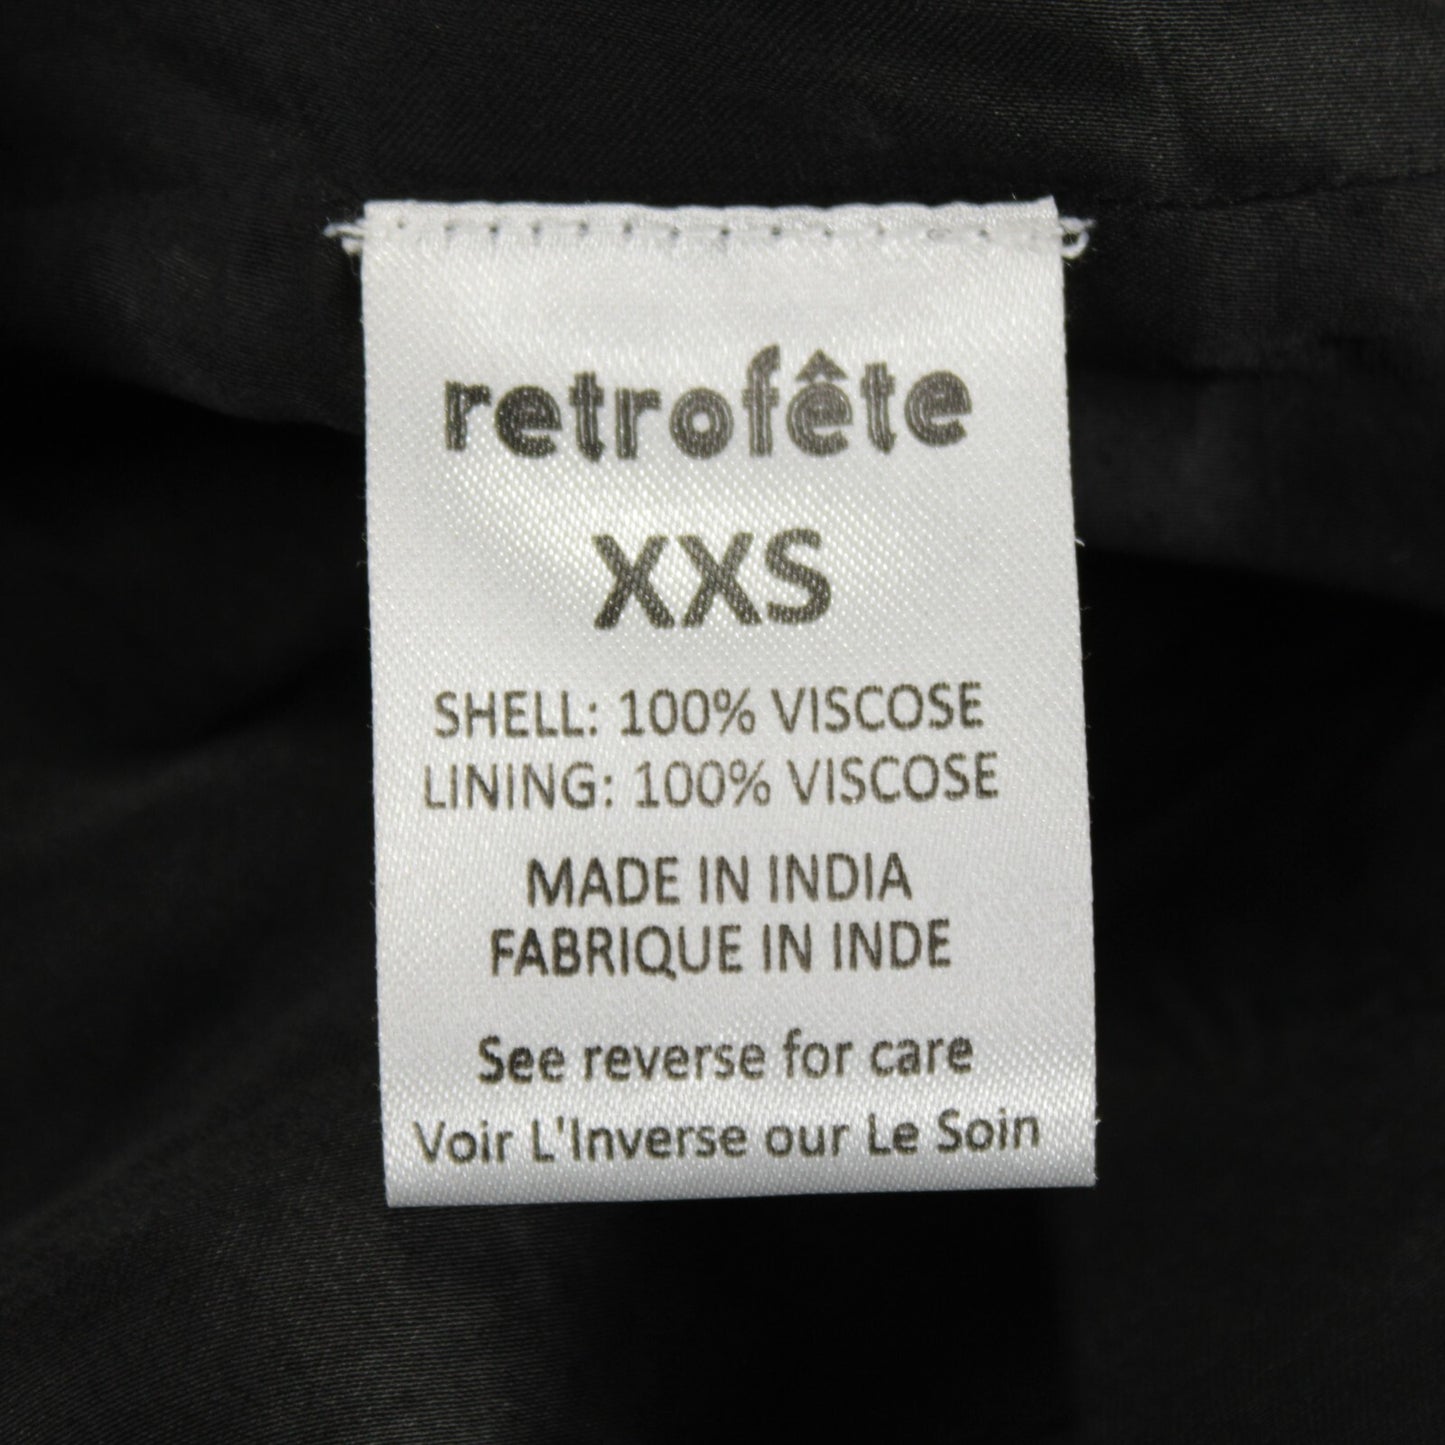 retrofête
XXS
SHELL: 100% VISCOSE
LINING: 100% VISCOSE
MADE IN INDIA
FABRIQUE IN INDE
See reverse for care
Voir L'Inverse our Le Soin